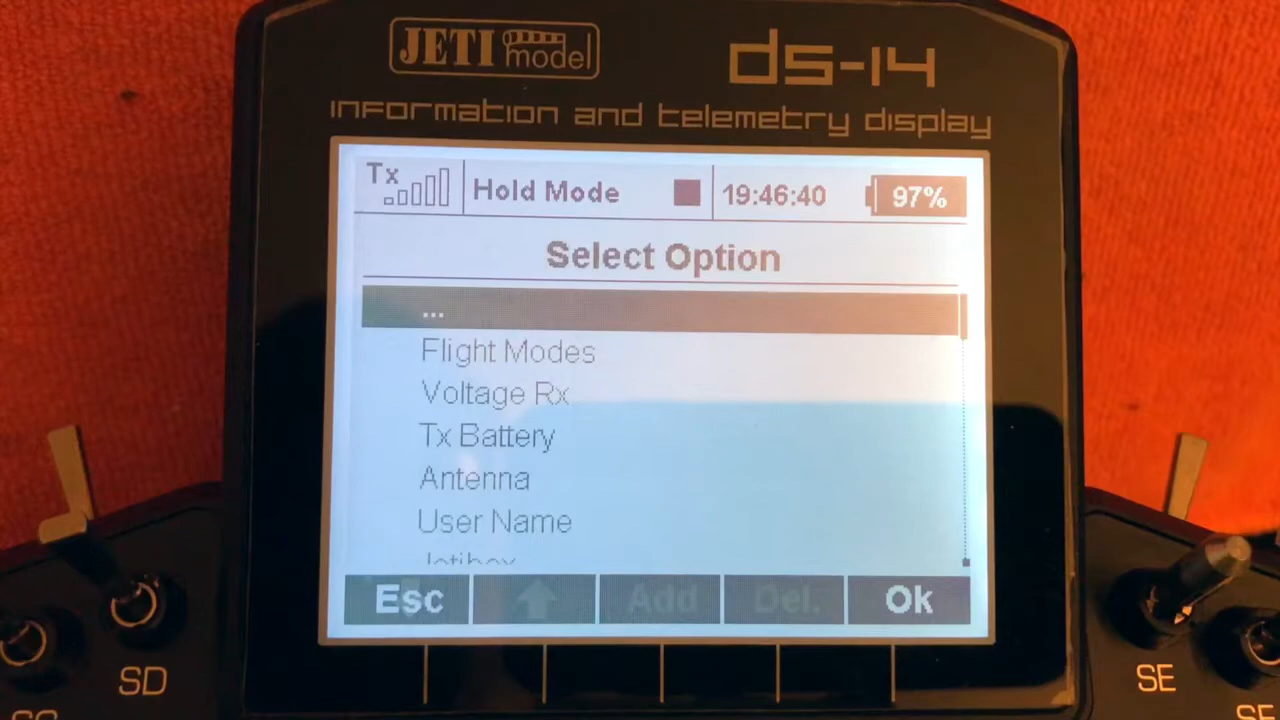 JETI model
ds-14
information and telemetry display
Tx Hold Mode 19:46:40 97%
Select Option
...
Flight Modes
Voltage Rx
Tx Battery
Antenna
User Name
Jetibox
Esc Add Del. Ok
SD
SE